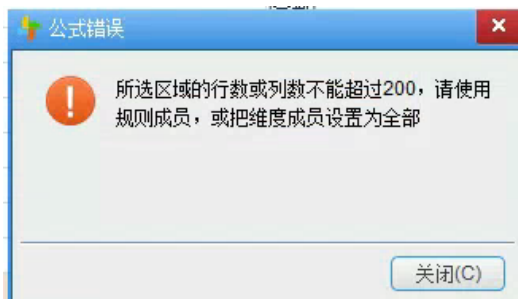 公式错误
所选区域的行数或列数不能超过200，请使用
规则成员，或把维度成员设置为全部
关闭(C)